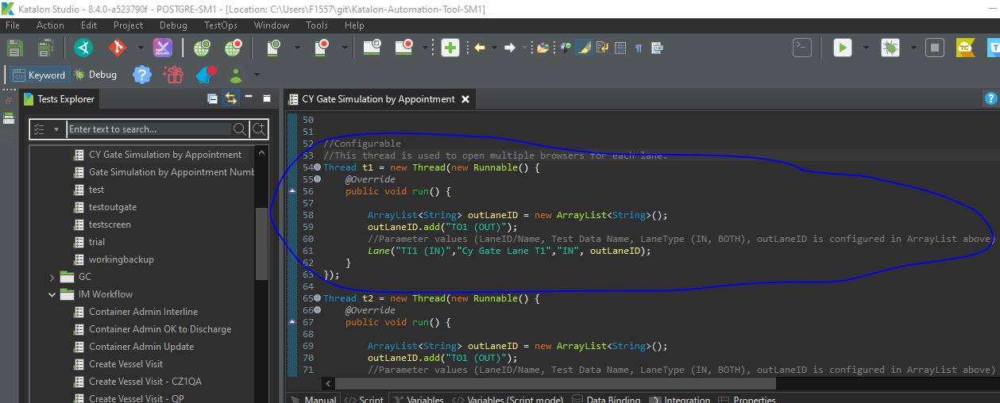 Katalon Studio - 8.4.0-a523790f - POSTGRE-SM1 - [Location: C:\Users\F1557\git\Katalon-Automation-Tool-SM1]
File Action Edit Project Debug TestOps Window Tools Help
Keyword Debug
Tests Explorer
Enter text to search...
CY Gate Simulation by Appointment
Gate Simulation by Appointment Numb
test
testoutgate
testscreen
trial
workingbackup
GC
IM Workflow
Container Admin Interline
Container Admin OK to Discharge
Container Admin Update
Create Vessel Visit
Create Vessel Visit - CZ1QA
Create Vessel Visit - QP
CY Gate Simulation by Appointment
50
51
52 //Configurable
53 //This thread is used to open multiple browsers for each lane.
54 Thread t1 = new Thread(new Runnable() {
55 @Override
56 public void run() {
57
58 ArrayList<String> outLaneID = new ArrayList<String>();
59 outLaneID.add("TO1 (OUT)");
60 //Parameter values (LaneID/Name, Test Data Name, LaneType (IN, BOTH), outLaneID is configured in ArrayList above)
61 Lane("TI1 (IN)","Cy Gate Lane T1","IN", outLaneID);
62 }
63 });
64
65 Thread t2 = new Thread(new Runnable() {
66 @Override
67 public void run() {
68
69 ArrayList<String> outLaneID = new ArrayList<String>();
70 outLaneID.add("TO1 (OUT)");
71 //Parameter values (LaneID/Name, Test Data Name, LaneType (IN, BOTH), outLaneID is configured in ArrayList above)
Manual Script Variables Variables (Script mode) Data Binding Integration Properties